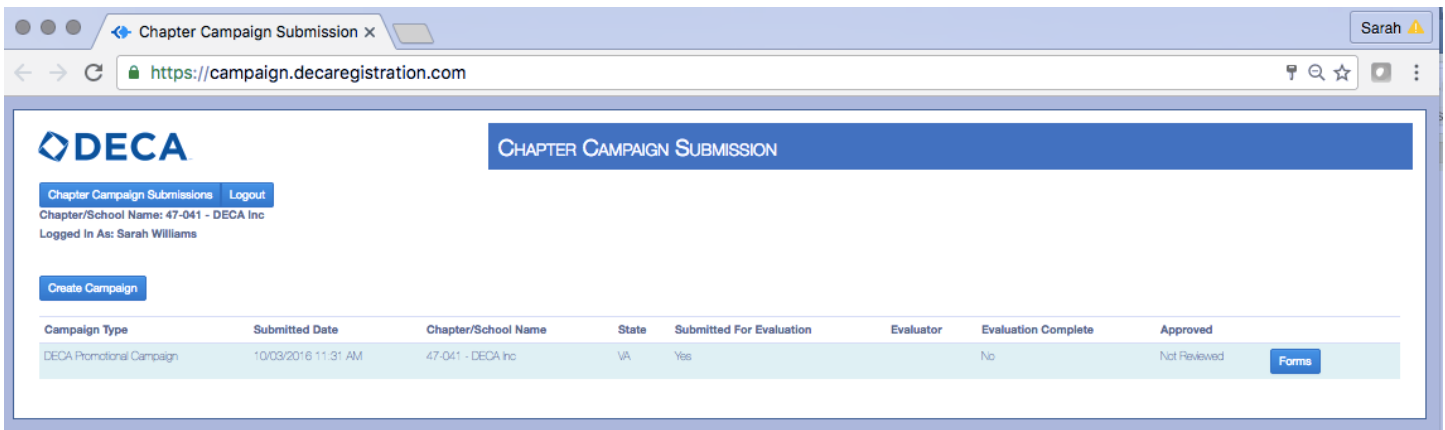 Chapter Campaign Submission ×
Sarah
https://campaign.decaregistration.com
DECA
CHAPTER CAMPAIGN SUBMISSION
Chapter Campaign Submissions Logout
Chapter/School Name: 47-041 - DECA Inc
Logged In As: Sarah Williams
Create Campaign
Campaign Type Submitted Date Chapter/School Name State Submitted For Evaluation Evaluator Evaluation Complete Approved
DECA Promotional Campaign 10/03/2016 11:31 AM 47-041 - DECA Inc VA Yes No Not Reviewed Forms